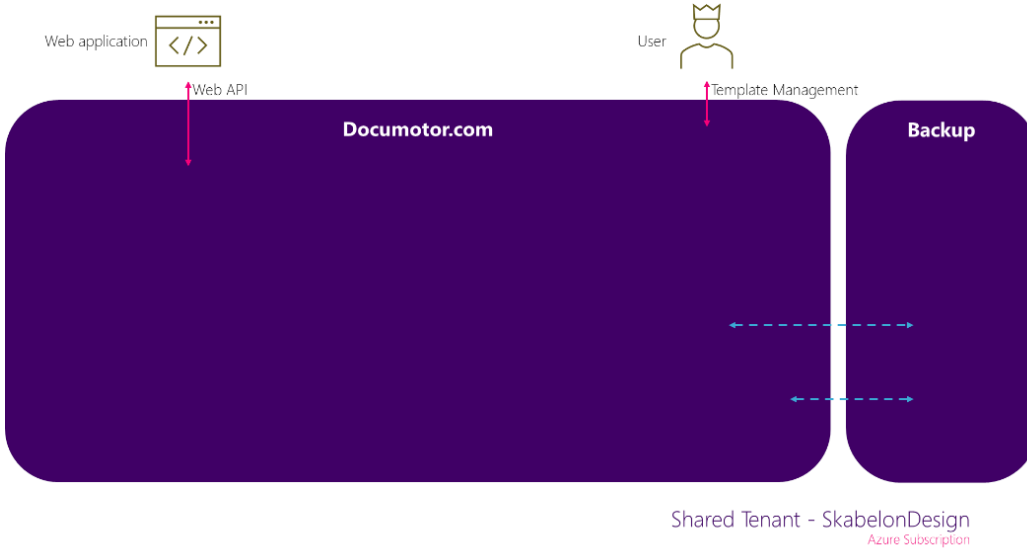 Web application
User
Web API
Template Management
Documotor.com
Backup
Shared Tenant - SkabelonDesign
Azure Subscription